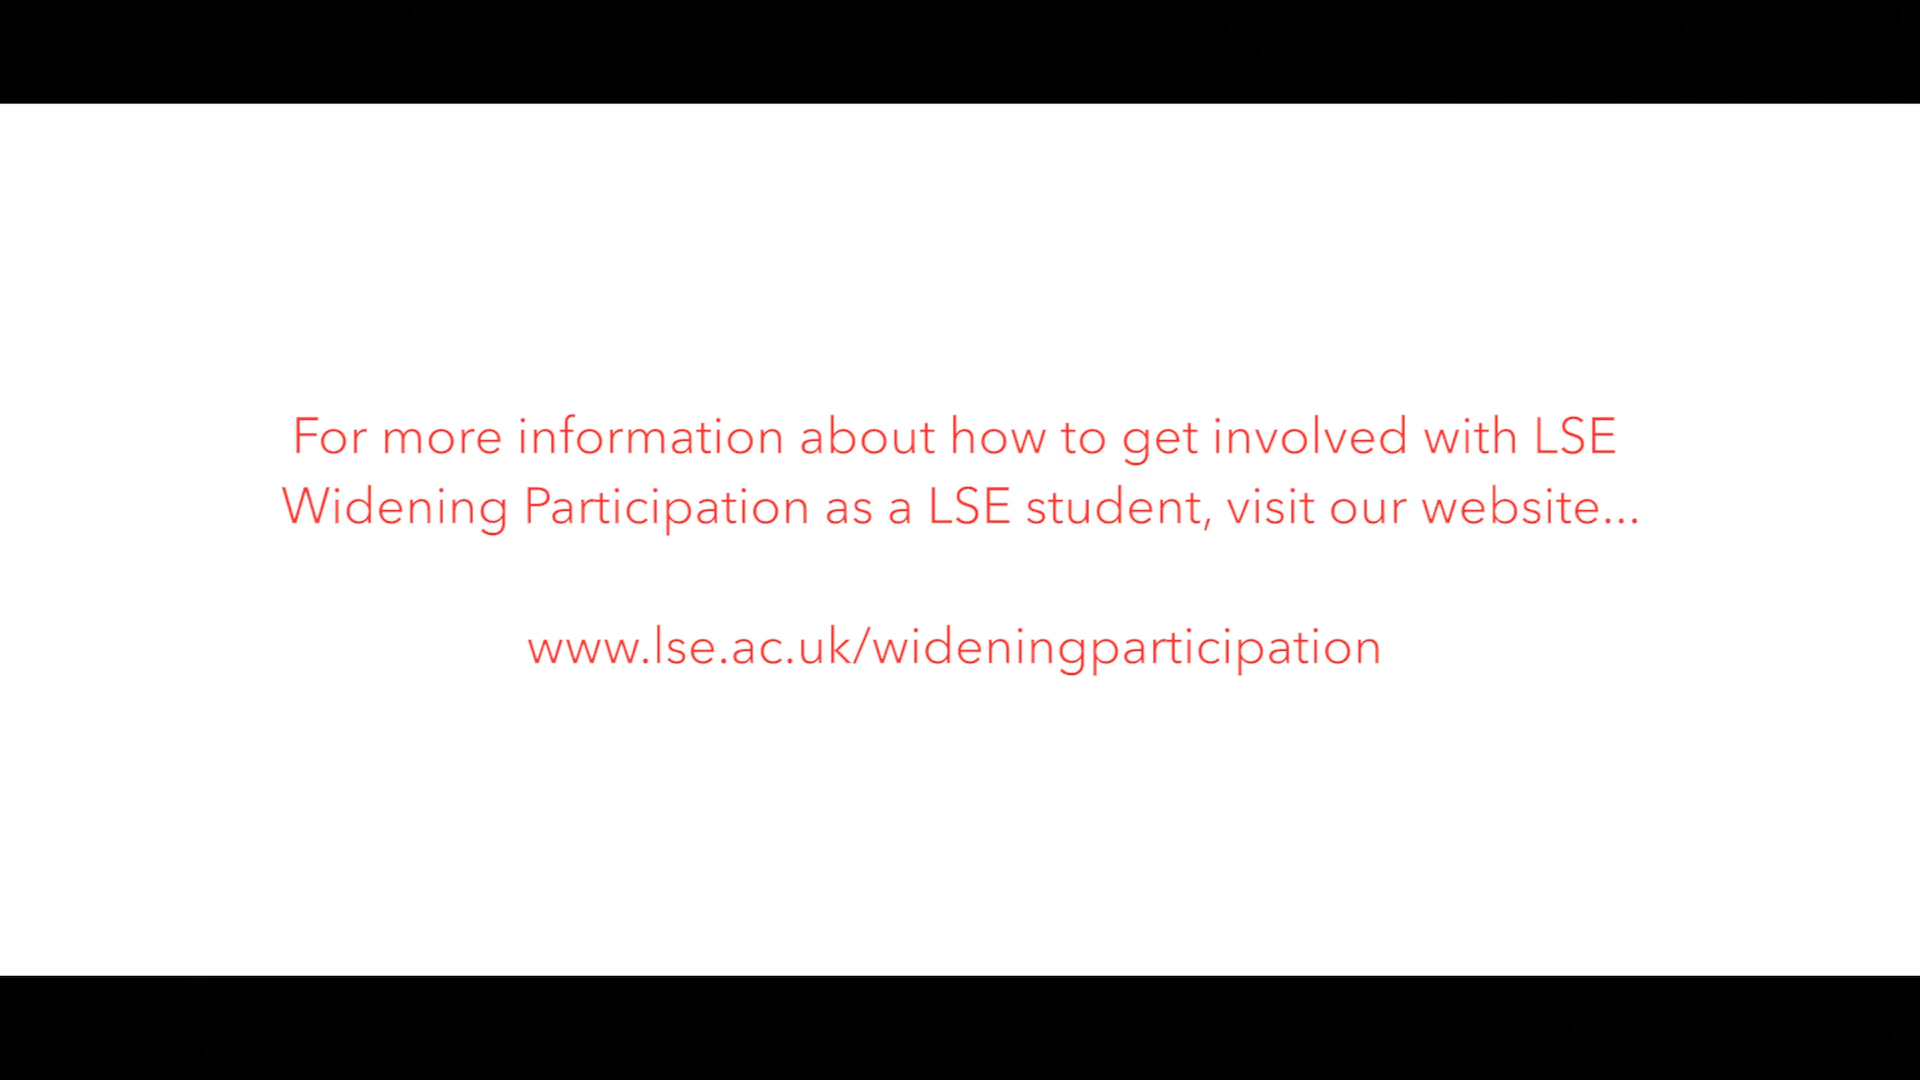 For more information about how to get involved with LSE
Widening Participation as a LSE student, visit our website...
www.lse.ac.uk/wideningparticipation